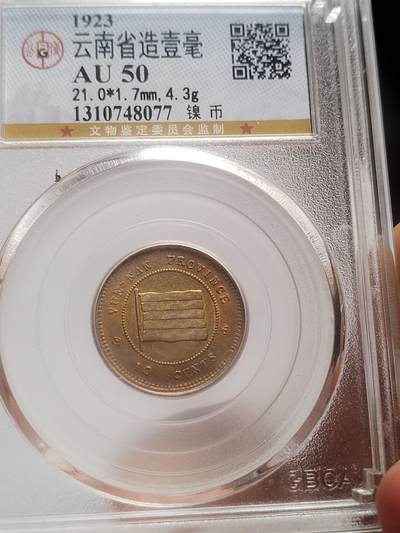 1923
云南省造壹毫
AU 50
21.0*1.7mm,4.3g
1310748077 镍 币
★ 文物鉴定委员会监制 ★
YUN-NAN PROVINCE
10 CENTS
GBCA